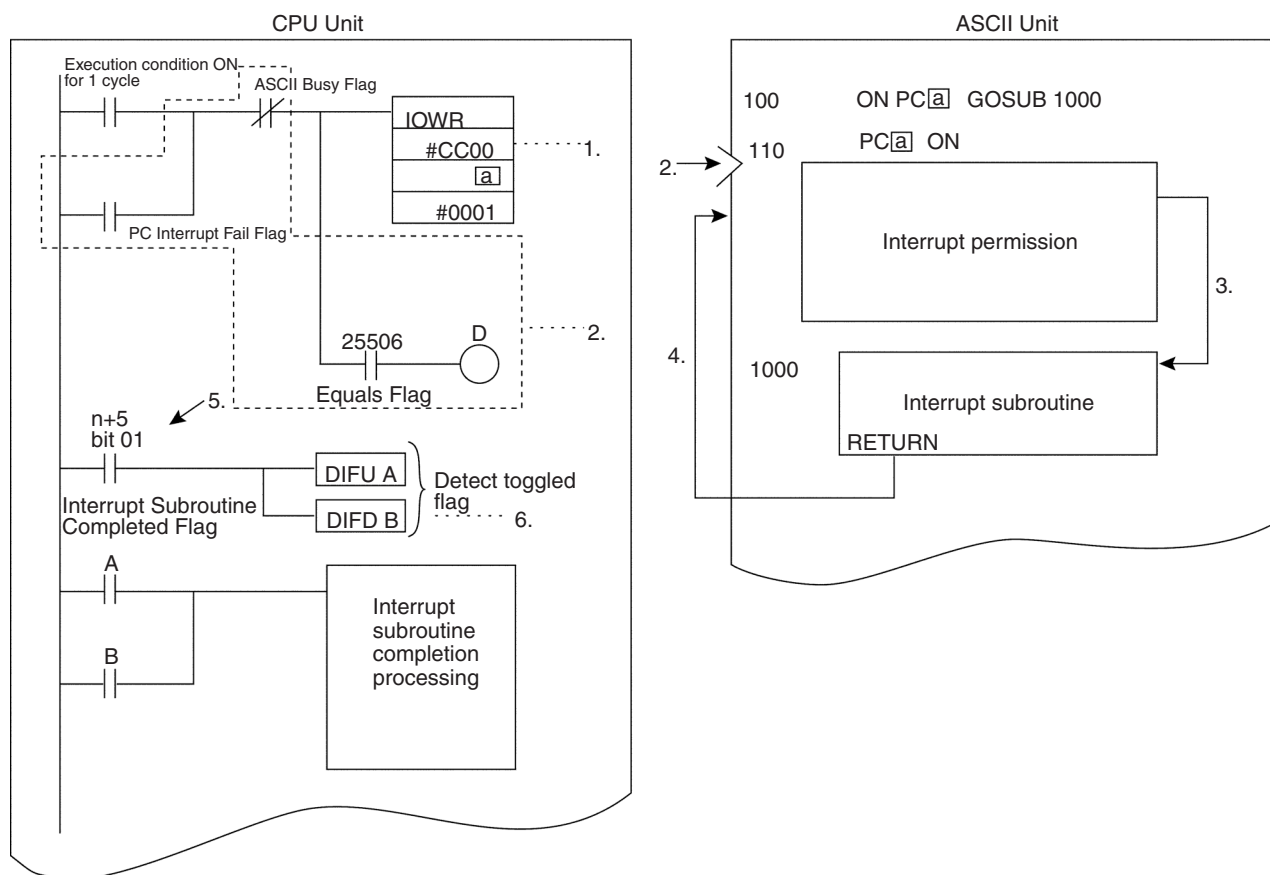 CPU Unit
Execution condition ON
for 1 cycle
ASCII Busy Flag
IOWR
#CC00
a
#0001
1.
PC Interrupt Fail Flag
2.
25506
D
Equals Flag
5.
n+5
bit 01
DIFU A
DIFD B
Detect toggled
flag
6.
Interrupt Subroutine
Completed Flag
A
B
Interrupt
subroutine
completion
processing
ASCII Unit
100 ON PC a GOSUB 1000
110 PC a ON
2.
Interrupt permission
3.
4.
1000
Interrupt subroutine
RETURN